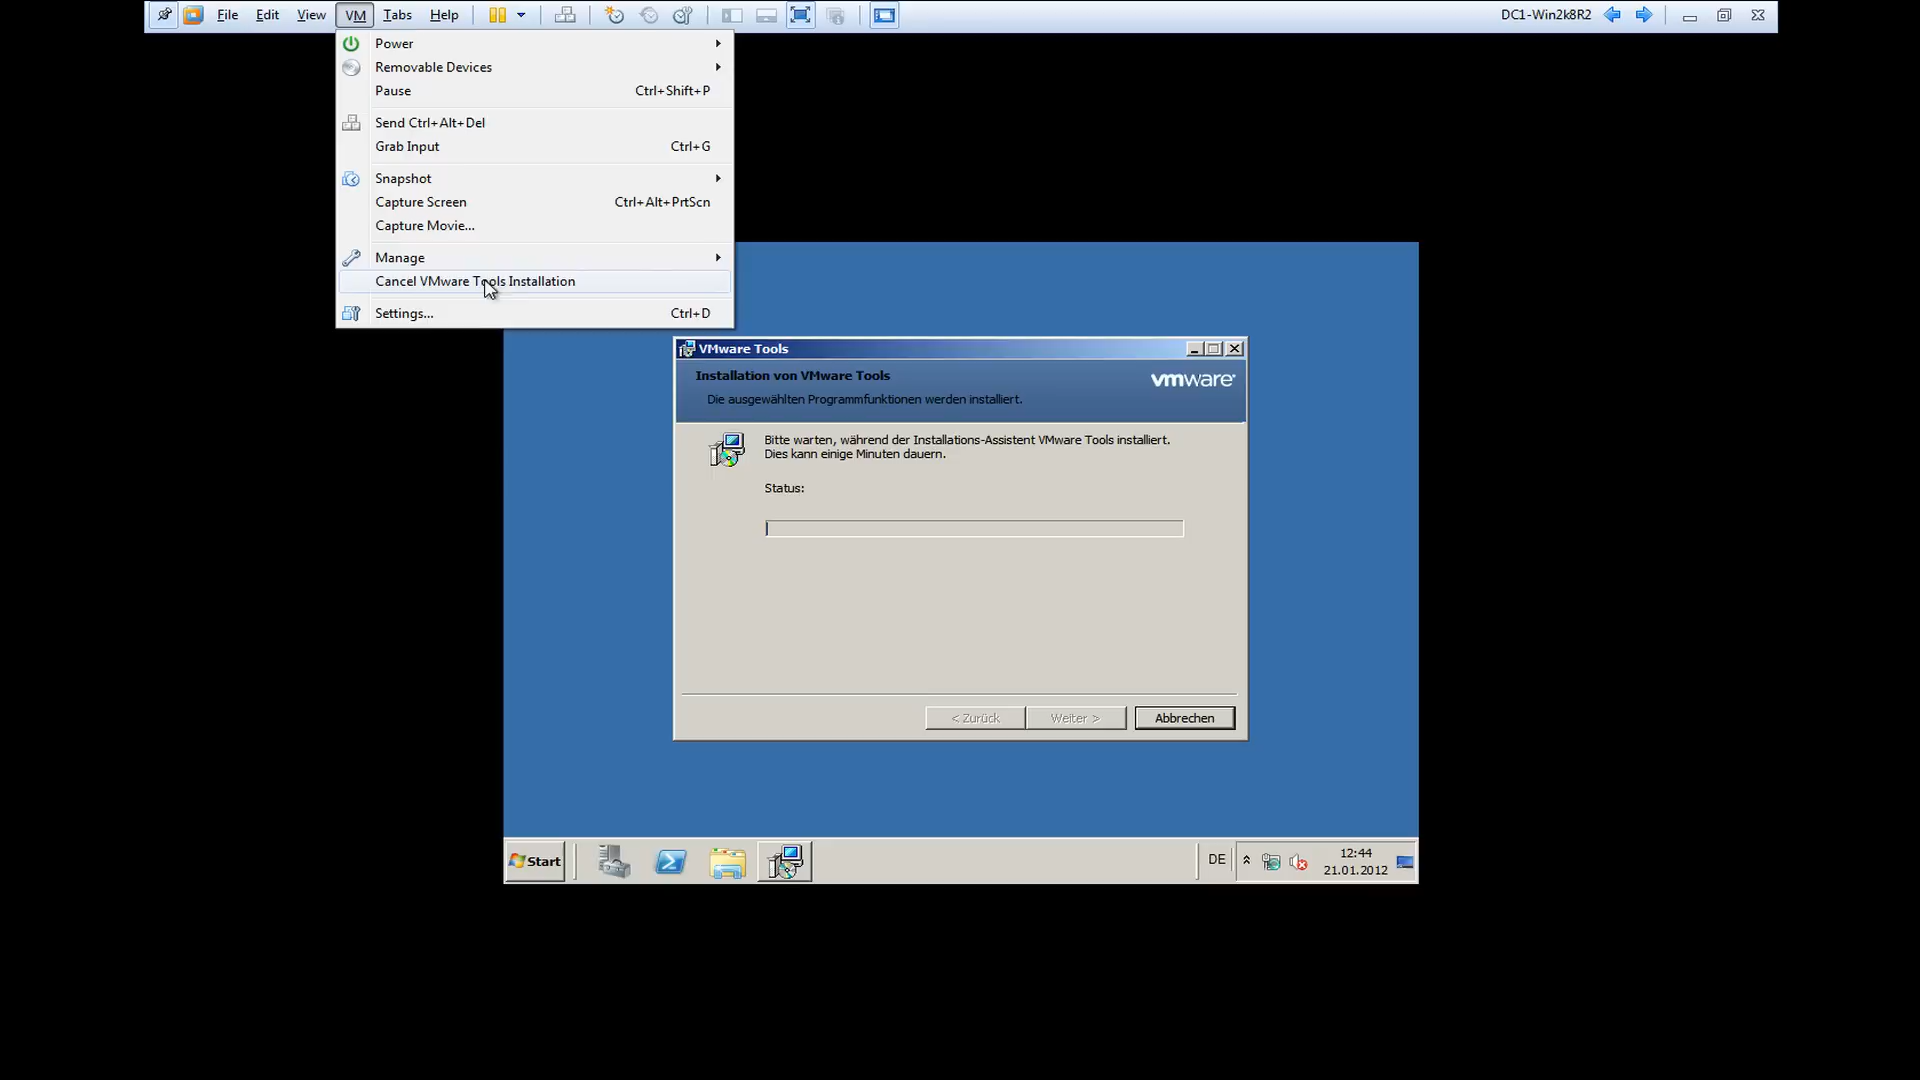 File Edit View VM Tabs Help DC1-Win2k8R2
Power
Removable Devices
Pause Ctrl+Shift+P
Send Ctrl+Alt+Del
Grab Input Ctrl+G
Snapshot
Capture Screen Ctrl+Alt+PrtScn
Capture Movie...
Manage
Cancel VMware Tools Installation
Settings... Ctrl+D
VMware Tools
Installation von VMware Tools
vmware
Die ausgewählten Programmfunktionen werden installiert.
Bitte warten, während der Installations-Assistent VMware Tools installiert.
Dies kann einige Minuten dauern.
Status:
< Zurück Weiter > Abbrechen
Start DE 12:44
21.01.2012